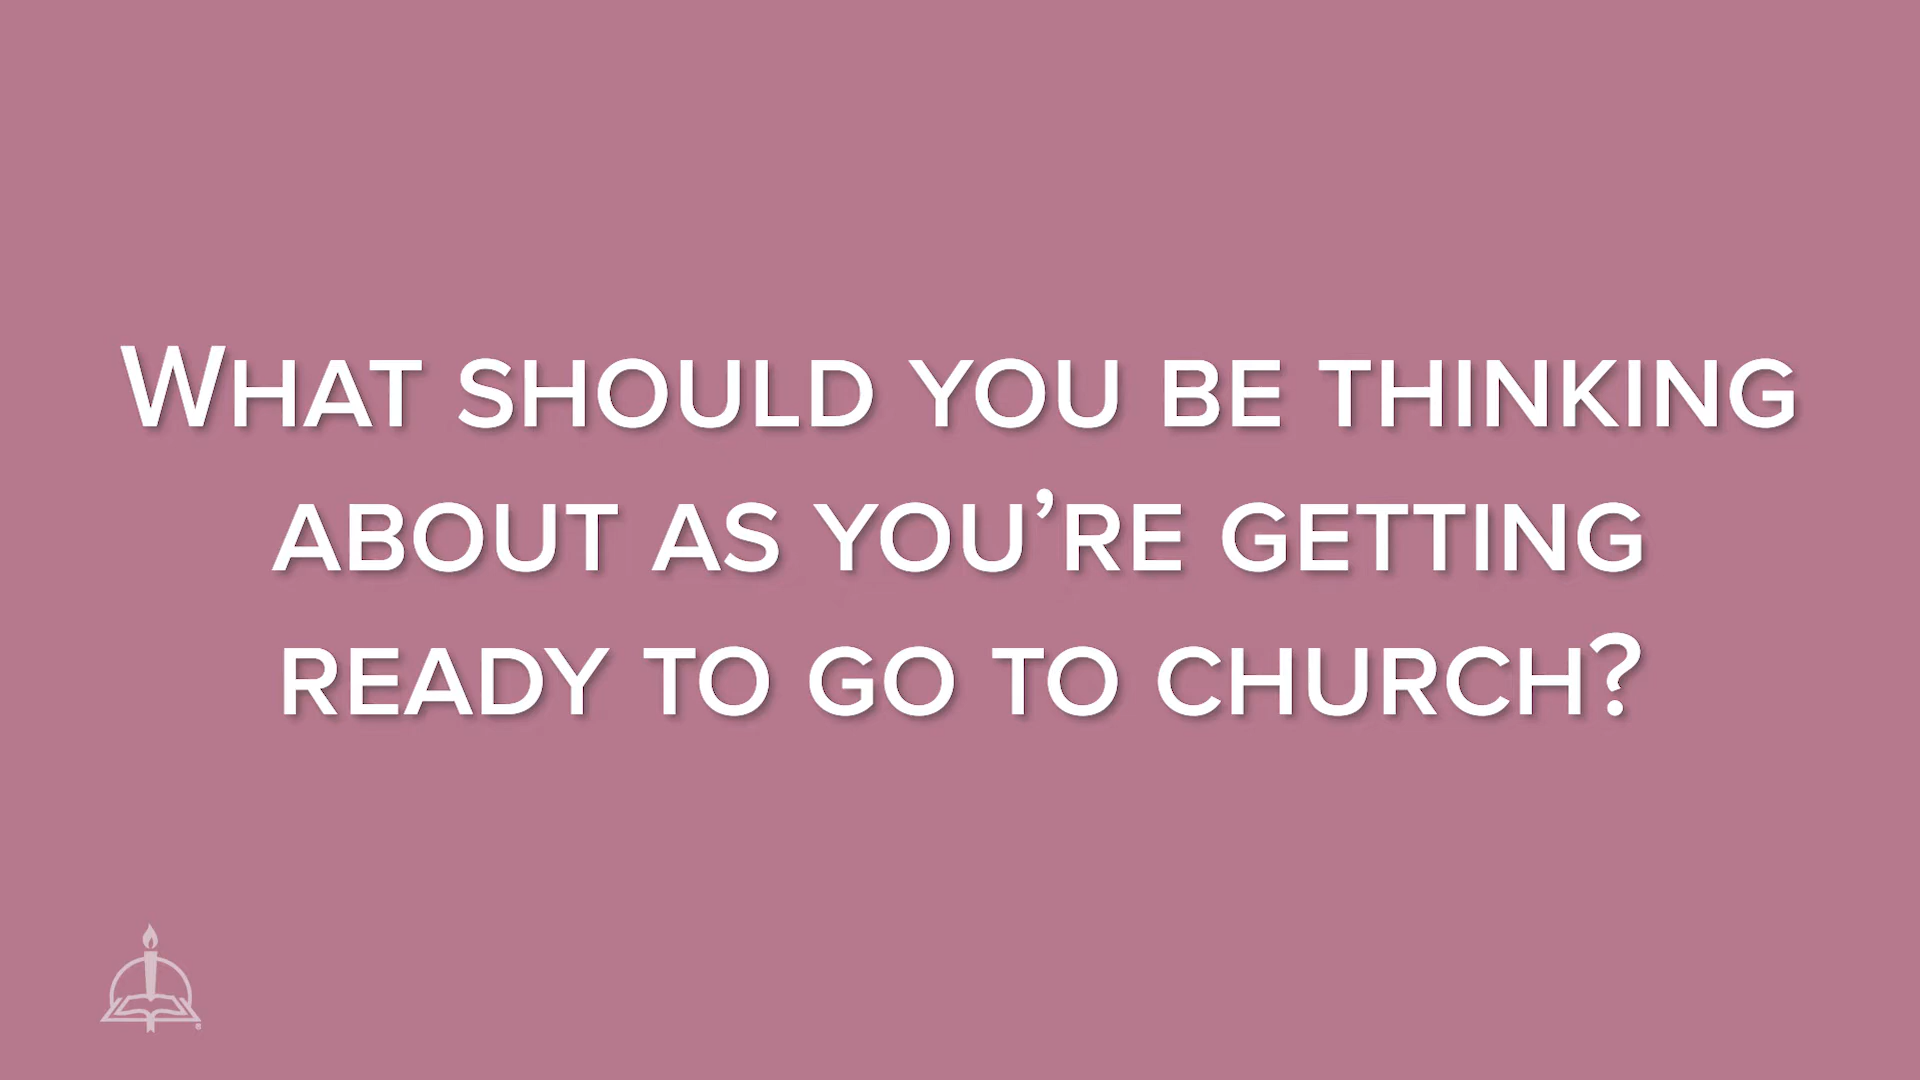 What should you be thinking
about as you’re getting
ready to go to church?